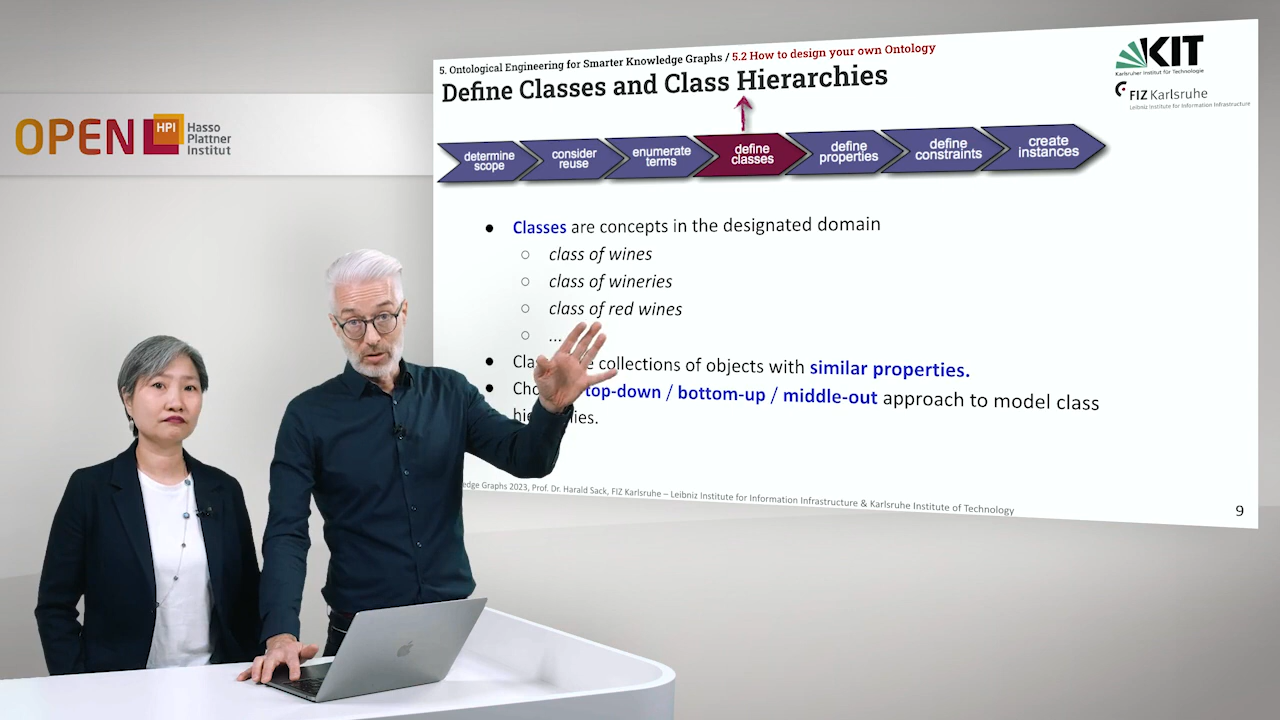 OPEN HPI Hasso
Plattner
Institut
5. Ontological Engineering for Smarter Knowledge Graphs / 5.2 How to design your own Ontology
Define Classes and Class Hierarchies
KIT
Karlsruher Institut für Technologie
FIZ Karlsruhe
Leibniz Institute for Information Infrastructure
determine
scope
consider
reuse
enumerate
terms
define
classes
define
properties
define
constraints
create
instances
● Classes are concepts in the designated domain
○ class of wines
○ class of wineries
○ class of red wines
○ ...
● collections of objects with similar properties.
● top-down / bottom-up / middle-out approach to model class
Graphs 2023, Prof. Dr. Harald Sack, FIZ Karlsruhe – Leibniz Institute for Information Infrastructure & Karlsruhe Institute of Technology
9